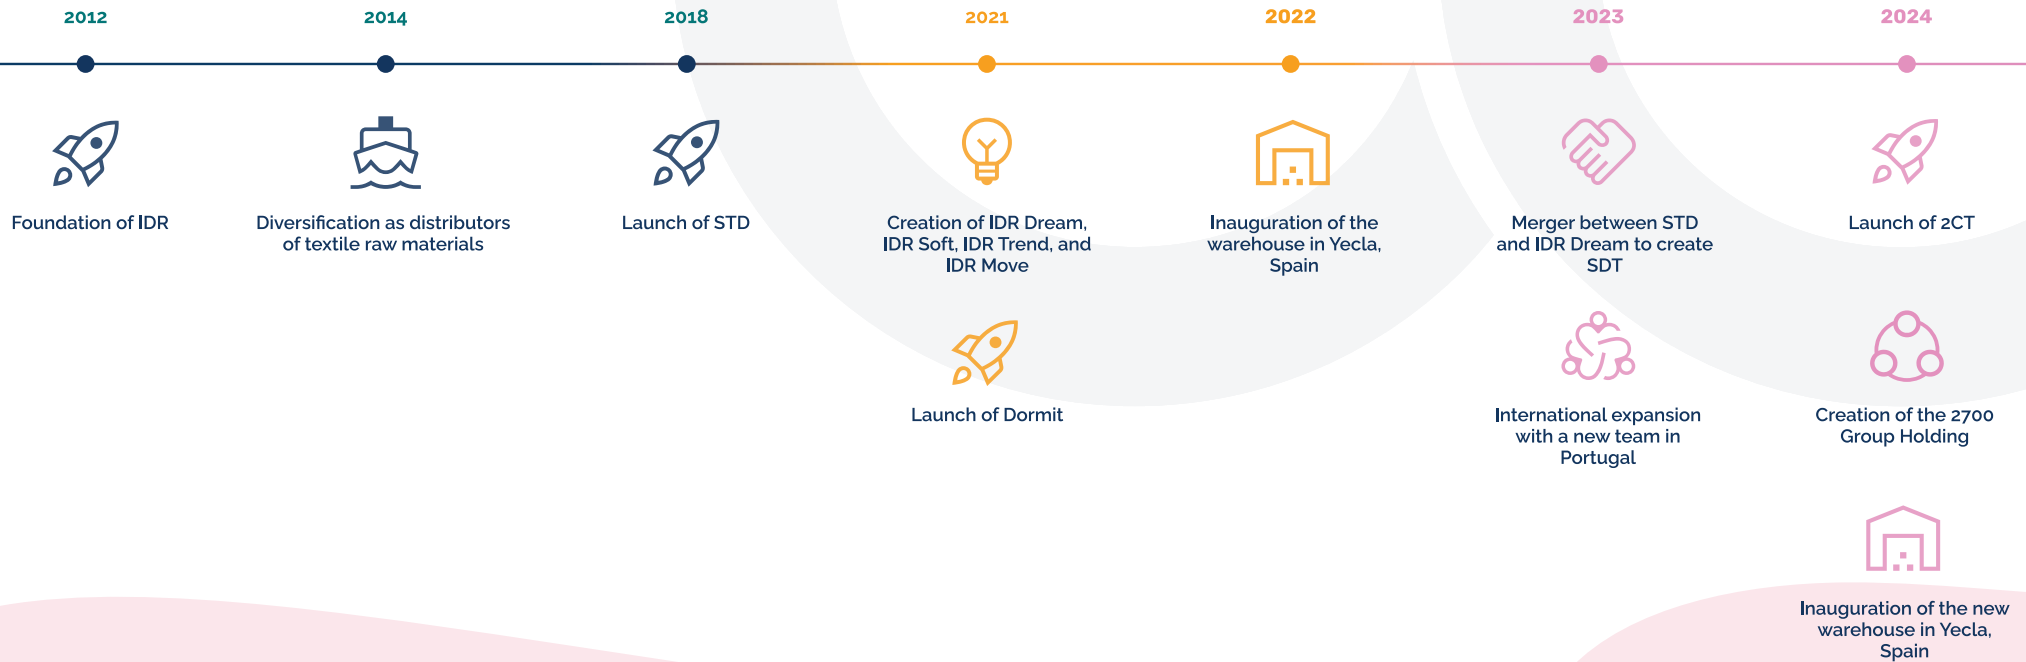 2012
Foundation of IDR
2014
Diversification as distributors
of textile raw materials
2018
Launch of STD
2021
Creation of IDR Dream,
IDR Soft, IDR Trend, and
IDR Move
Launch of Dormit
2022
Inauguration of the
warehouse in Yecla,
Spain
2023
Merger between STD
and IDR Dream to create
SDT
International expansion
with a new team in
Portugal
2024
Launch of 2CT
Creation of the 2700
Group Holding
Inauguration of the new
warehouse in Yecla,
Spain